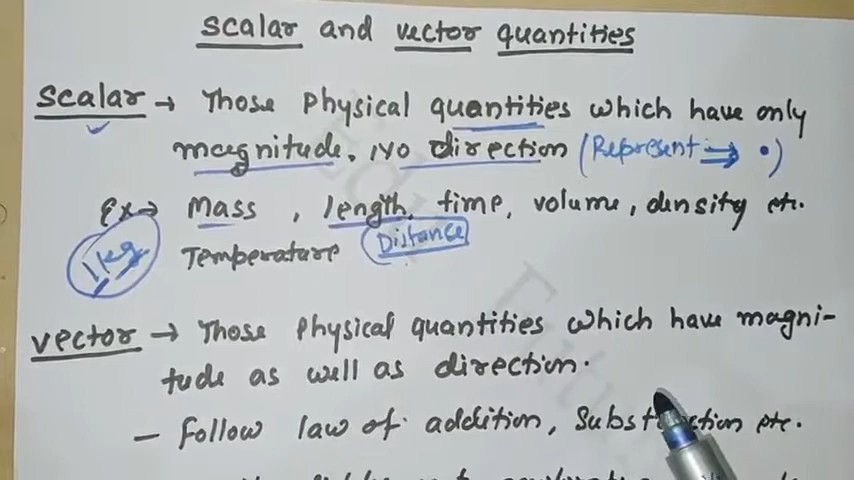 scalar and vector quantities
Scalar → Those Physical quantities which have only
magnitude. No direction (Represent ⇒ •)
Ex→ Mass, length, time, volume, density etc.
1kg Temperature Distance
vector → Those Physical quantities which have magni-
tude as well as direction.
- Follow law of addition, etc.